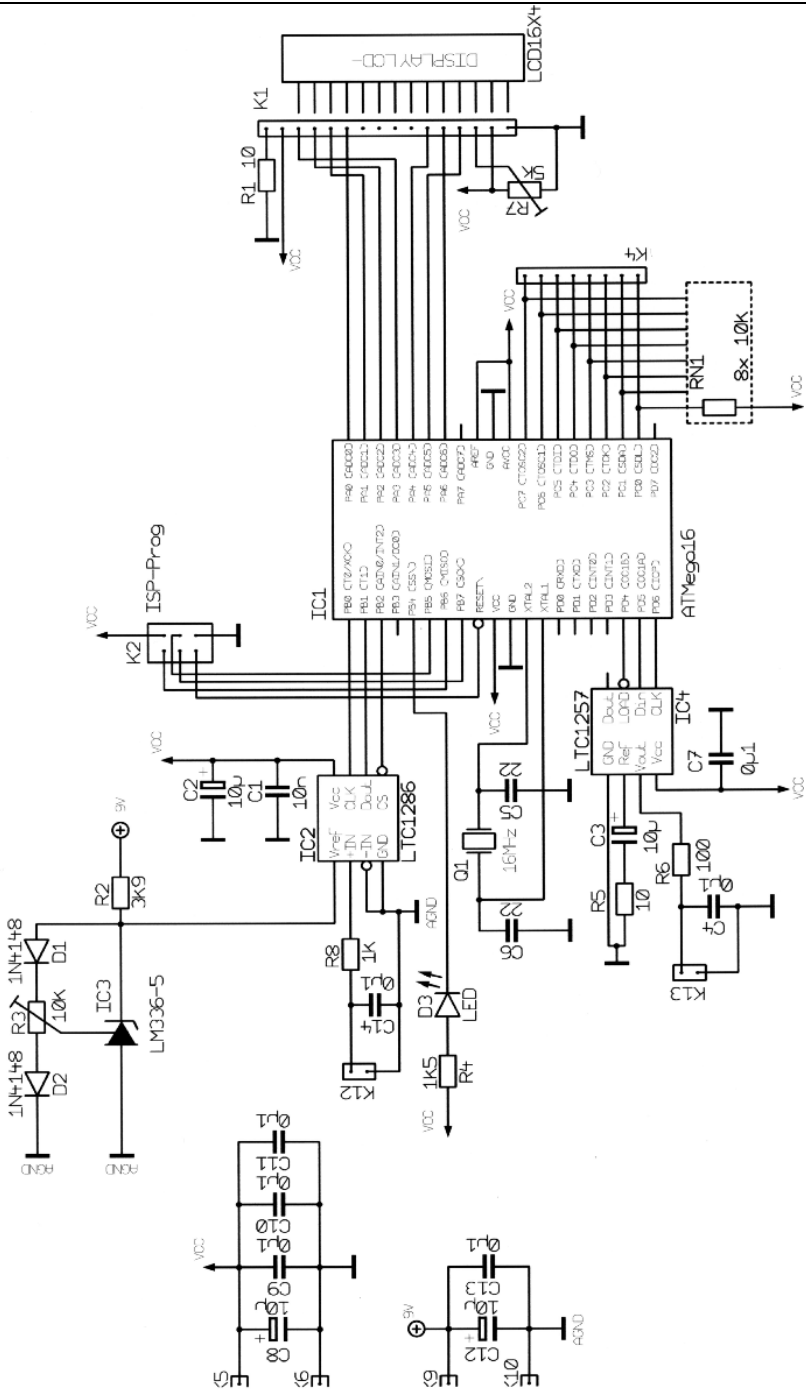 DISPLAYLCD-
LCD16X4
K1
R1
10
VCC
5K
R7
VCC
K4
VCC
RN1
8x 10K
VCC
ISP-Prog
VCC
K2
IC1
PB0 (T0/XCK)
PB1 (T1)
PB2 (AIN0/INT2)
PB3 (AIN1/OC0)
PB4 (SS\)
PB5 (MOSI)
PB6 (MISO)
PB7 (SCK)
RESET\
VCC
GND
XTAL2
XTAL1
PD0 (RXD)
PD1 (TXD)
PD2 (INT0)
PD3 (INT1)
PD4 (OC1B)
PD5 (OC1A)
PD6 (ICP)
PA0 (ADC0)
PA1 (ADC1)
PA2 (ADC2)
PA3 (ADC3)
PA4 (ADC4)
PA5 (ADC5)
PA6 (ADC6)
PA7 (ADC7)
AREF
GND
AVCC
PC7 (TOSC2)
PC6 (TOSC1)
PC5 (TDI)
PC4 (TDO)
PC3 (TMS)
PC2 (TCK)
PC1 (SDA)
PC0 (SCL)
PD7 (OC2)
ATMega16
VCC
VCC
C2
+
10µ
C1
10n
IC2
Vref
+IN
-IN
GND
Vcc
CLK
Dout
CS
LTC1286
AGND
Q1
16MHz
C5
22
C6
22
LTC1257
GND
Ref
Vout
Vcc
Dout
LOAD
Din
CLK
IC4
C7
0µ1
VCC
C3
+
10µ
R5
10
R6
100
C4
0µ1
K13
9V
R2
3K9
1N4148
D1
R3
10K
1N4148
D2
IC3
LM336-5
AGND
AGND
R8
1K
C14
0µ1
K12
D3
LED
R4
1K5
VCC
VCC
C11
0µ1
C10
0µ1
C9
0µ1
C8
+
10µ
9V
C13
0µ1
C12
+
10µ
AGND